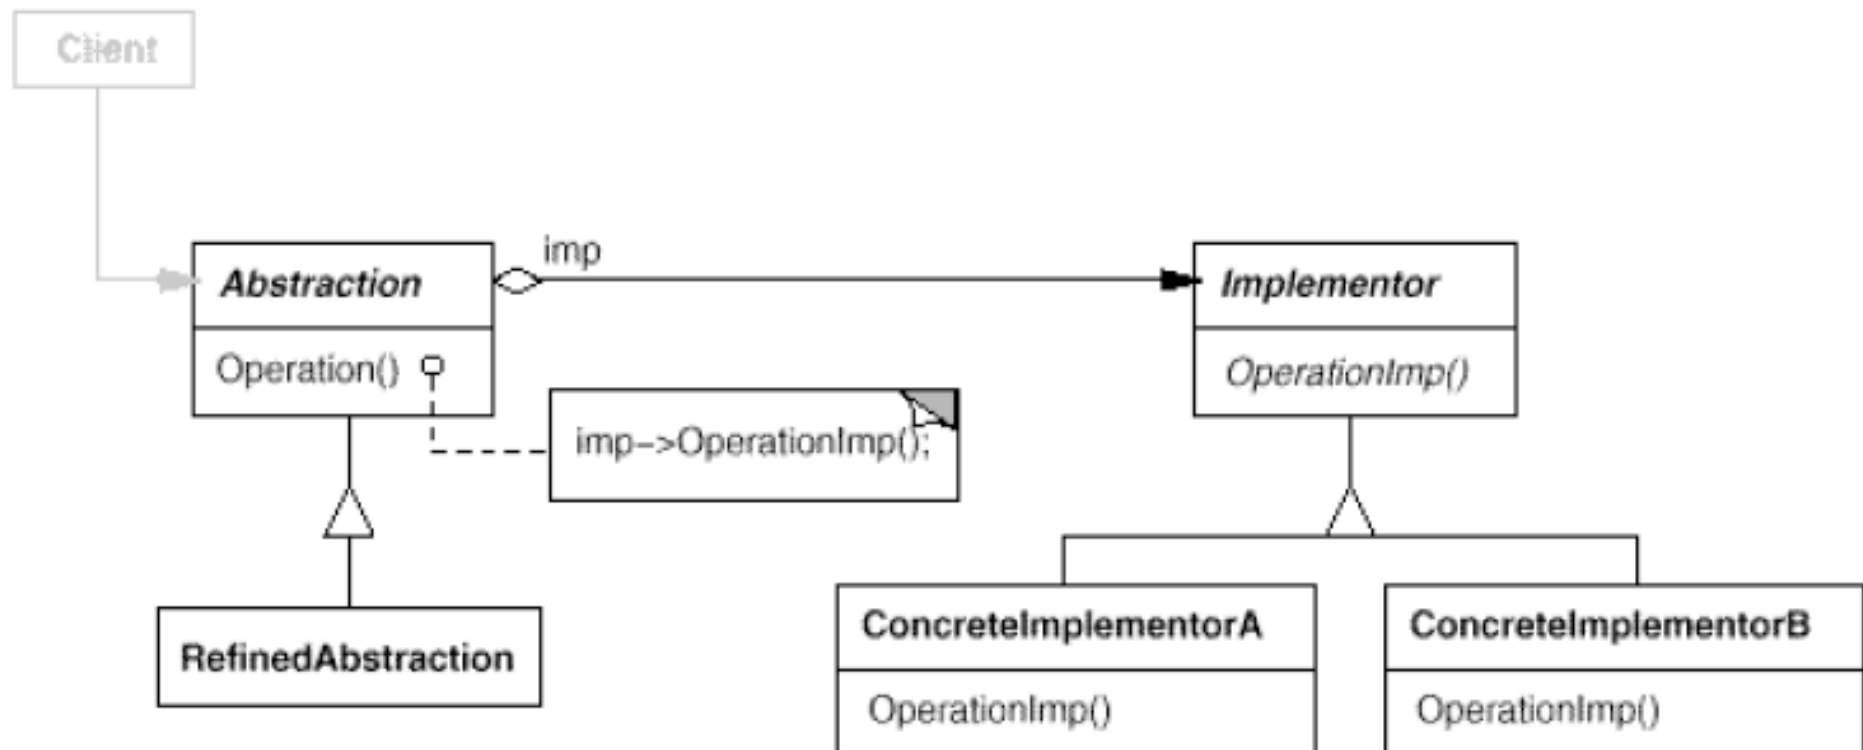 Client
imp
Abstraction
Implementor
Operation()
OperationImp()
imp->OperationImp();
RefinedAbstraction
ConcreteImplementorA
ConcreteImplementorB
OperationImp()
OperationImp()